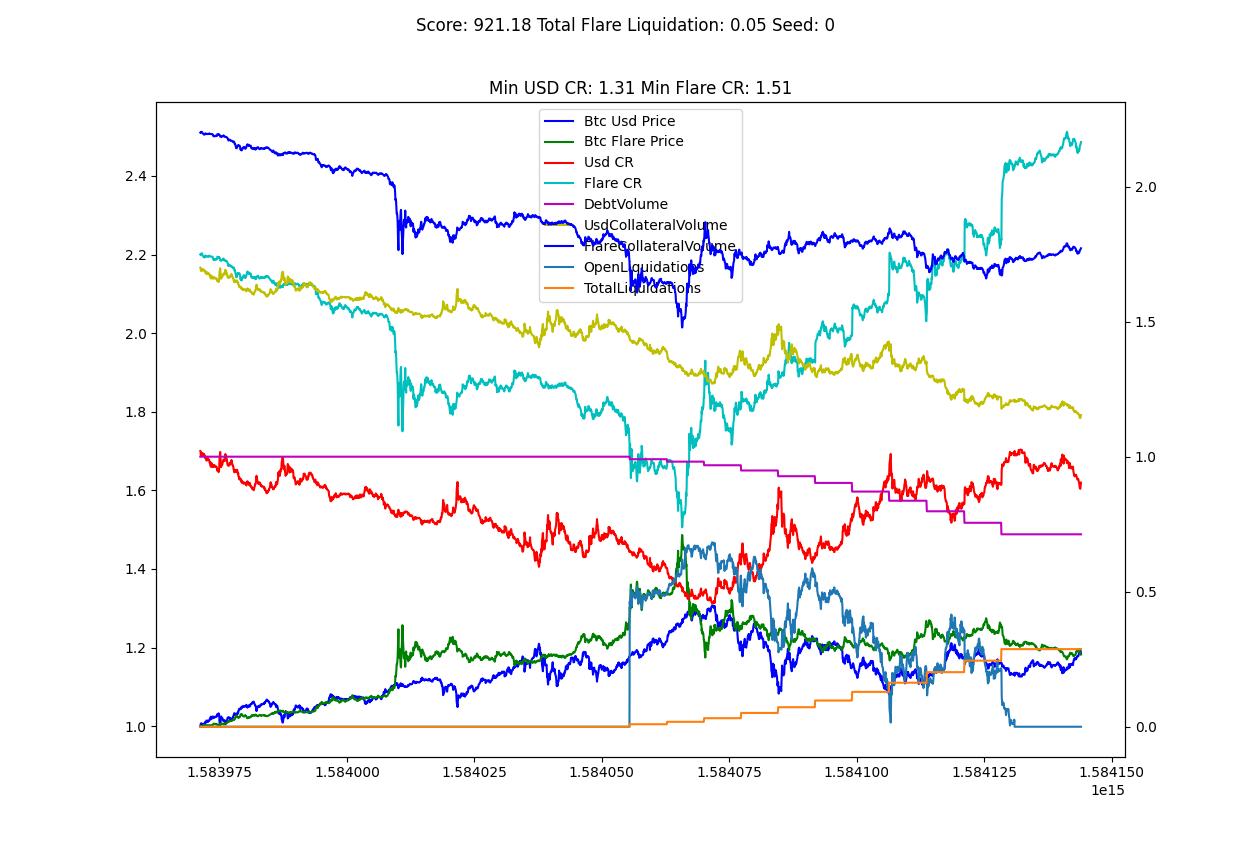 Score: 921.18 Total Flare Liquidation: 0.05 Seed: 0
Min USD CR: 1.31 Min Flare CR: 1.51
Btc Usd Price
Btc Flare Price
Usd CR
Flare CR
DebtVolume
UsdCollateralVolume
FlareCollateralVolume
OpenLiquidations
TotalLiquidations
2.4
2.2
2.0
1.8
1.6
1.4
1.2
1.0
2.0
1.5
1.0
0.5
0.0
1.583975 1.584000 1.584025 1.584050 1.584075 1.584100 1.584125 1.584150
1e15